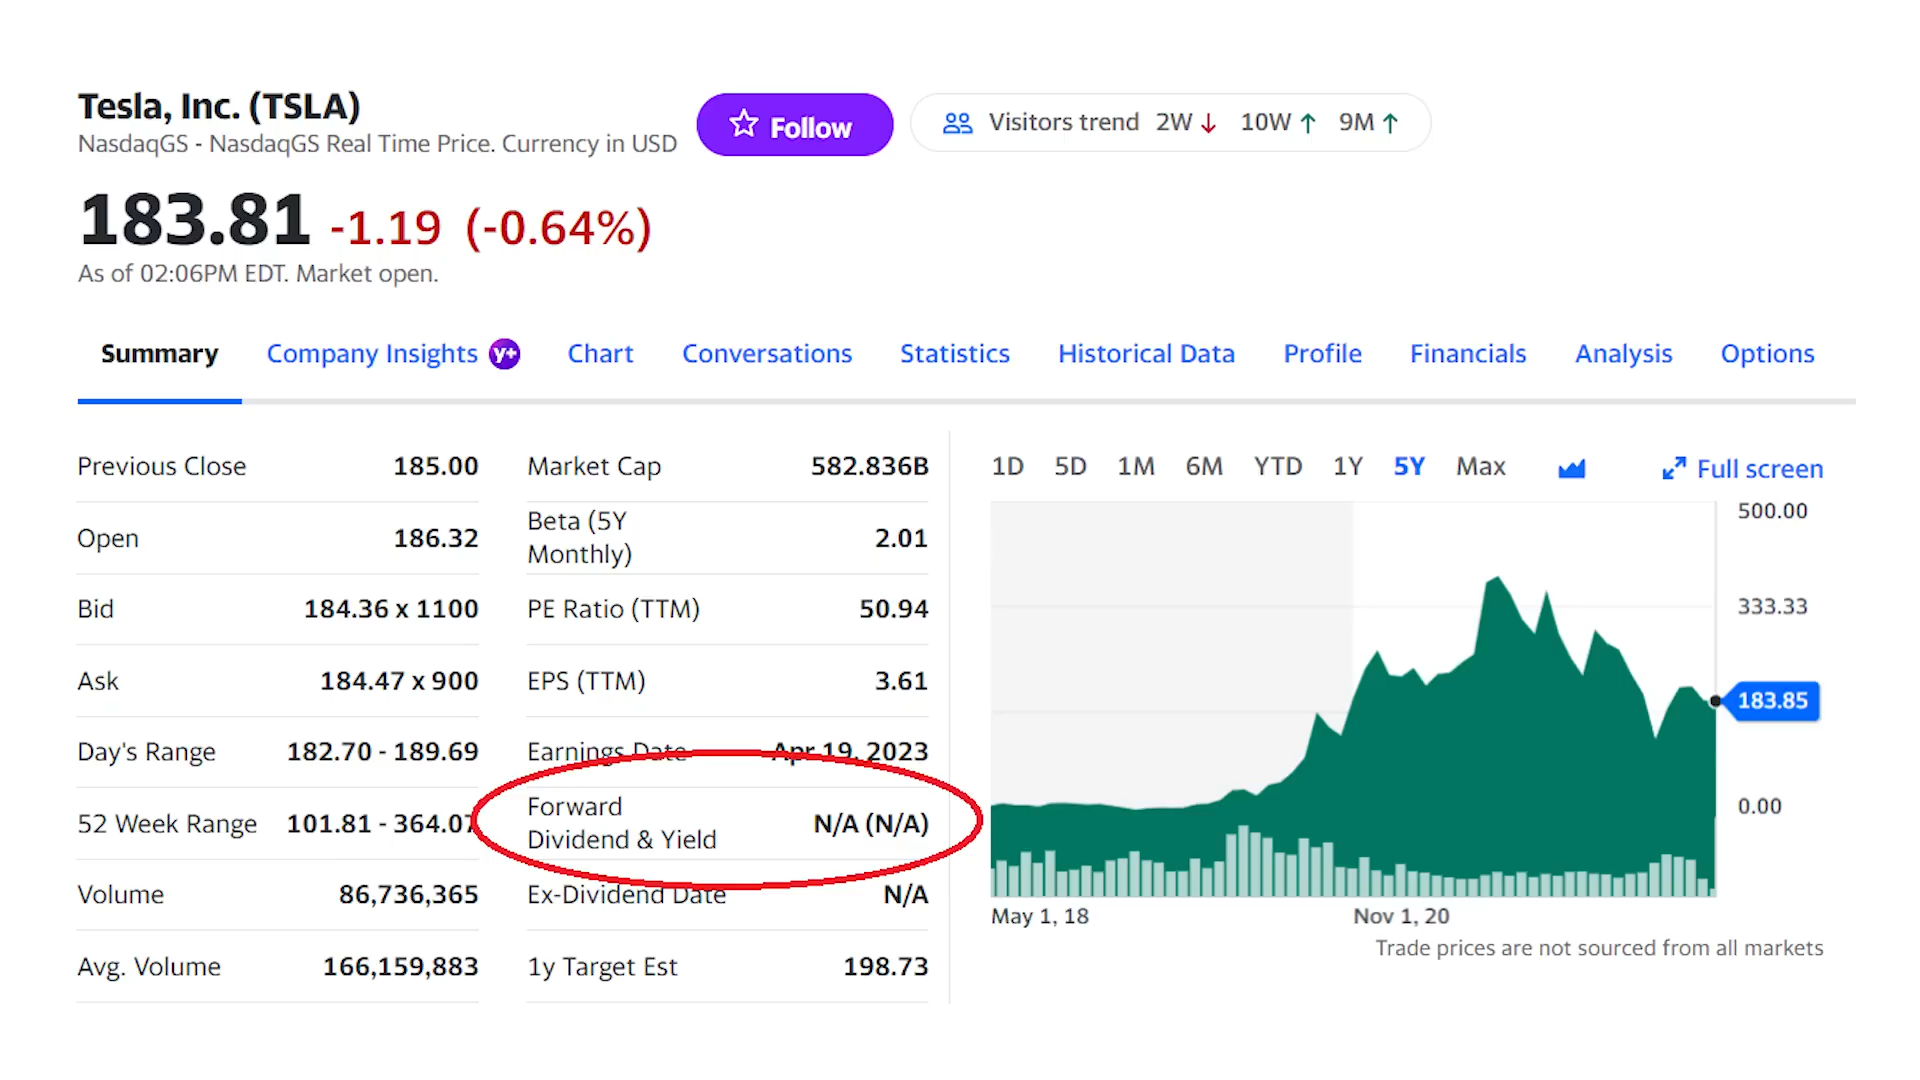 Tesla, Inc. (TSLA)
NasdaqGS - NasdaqGS Real Time Price. Currency in USD
Follow
Visitors trend 2W ↓ 10W ↑ 9M ↑
183.81 -1.19 (-0.64%)
As of 02:06PM EDT. Market open.
Summary Company Insights y+ Chart Conversations Statistics Historical Data Profile Financials Analysis Options
Previous Close 185.00
Open 186.32
Bid 184.36 x 1100
Ask 184.47 x 900
Day's Range 182.70 - 189.69
52 Week Range 101.81 - 364.07
Volume 86,736,365
Avg. Volume 166,159,883
Market Cap 582.836B
Beta (5Y
Monthly) 2.01
PE Ratio (TTM) 50.94
EPS (TTM) 3.61
Earnings Date Apr 19, 2023
Forward
Dividend & Yield N/A (N/A)
Ex-Dividend Date N/A
1y Target Est 198.73
1D 5D 1M 6M YTD 1Y 5Y Max Full screen
500.00
333.33
183.85
0.00
May 1, 18 Nov 1, 20
Trade prices are not sourced from all markets